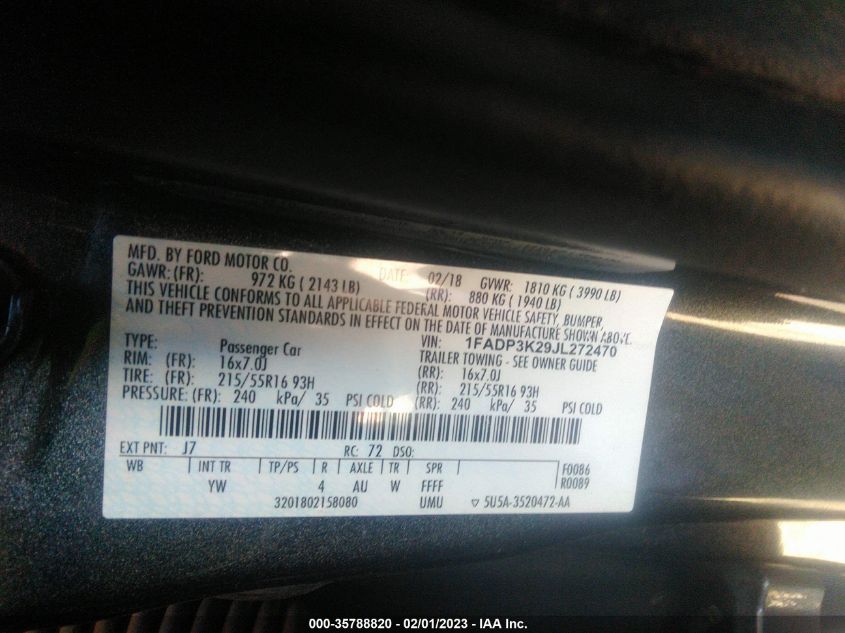 MFD. BY FORD MOTOR CO.
DATE: 02/18 GVWR: 1810 KG ( 3990 LB)
GAWR: (FR): 972 KG ( 2143 LB) (RR): 880 KG ( 1940 LB)
THIS VEHICLE CONFORMS TO ALL APPLICABLE FEDERAL MOTOR VEHICLE SAFETY, BUMPER,
AND THEFT PREVENTION STANDARDS IN EFFECT ON THE DATE OF MANUFACTURE SHOWN ABOVE.
VIN: 1FADP3K29JL272470
TYPE: Passenger Car TRAILER TOWING - SEE OWNER GUIDE
RIM: (FR): 16x7.0J (RR): 16x7.0J
TIRE: (FR): 215/55R16 93H (RR): 215/55R16 93H
PRESSURE: (FR): 240 kPa/ 35 PSI COLD (RR): 240 kPa/ 35 PSI COLD
EXT PNT: J7 RC: 72 DSO:
WB INT TR TP/PS R AXLE TR SPR F0086
YW 4 AU W FFFF R0089
3201802158080 UMU ▽ 5U5A-3520472-AA
000-35788820 - 02/01/2023 - IAA Inc.